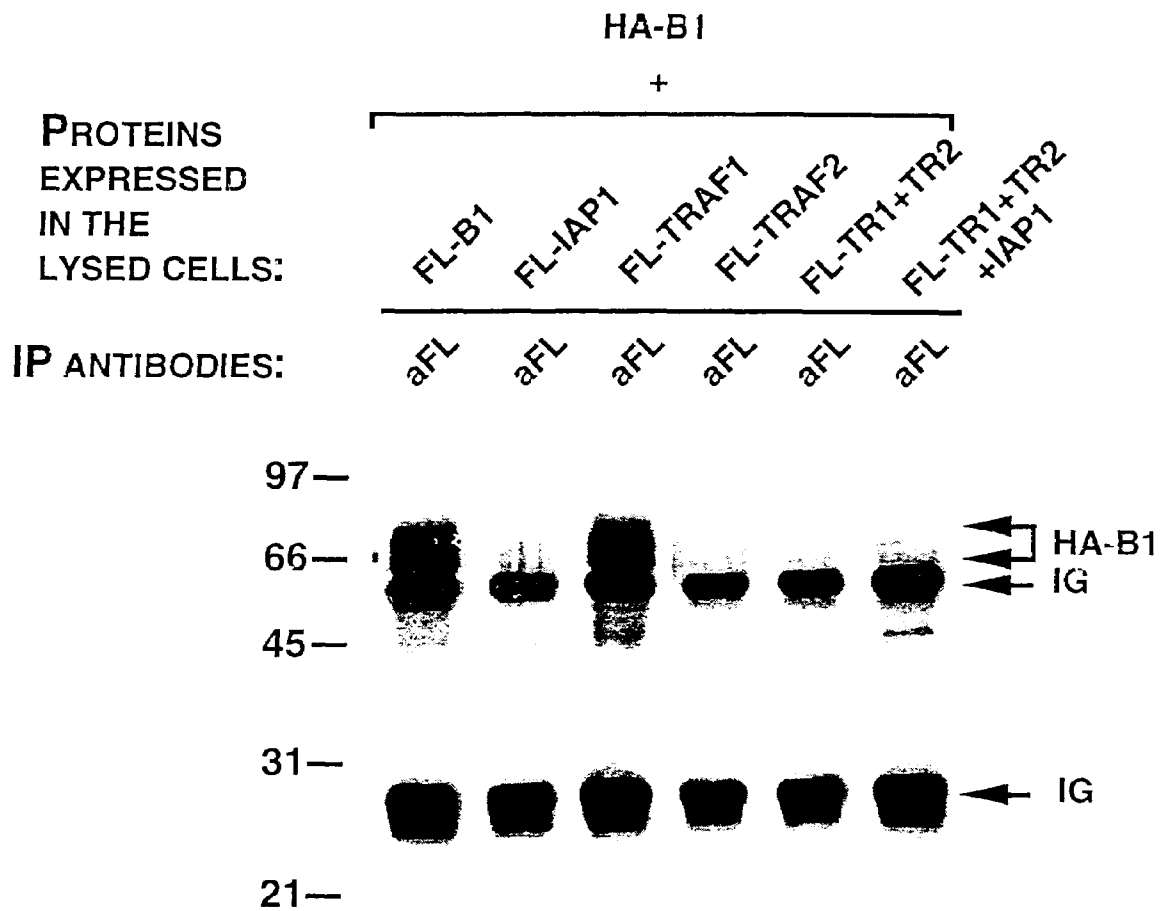 HA-B1
+
PROTEINS
EXPRESSED
IN THE
LYSED CELLS:
FL-B1
FL-IAP1
FL-TRAF1
FL-TRAF2
FL-TR1+TR2
FL-TR1+TR2
+IAP1
IP ANTIBODIES:
aFL
aFL
aFL
aFL
aFL
aFL
97
66
45
31
21
HA-B1
IG
IG